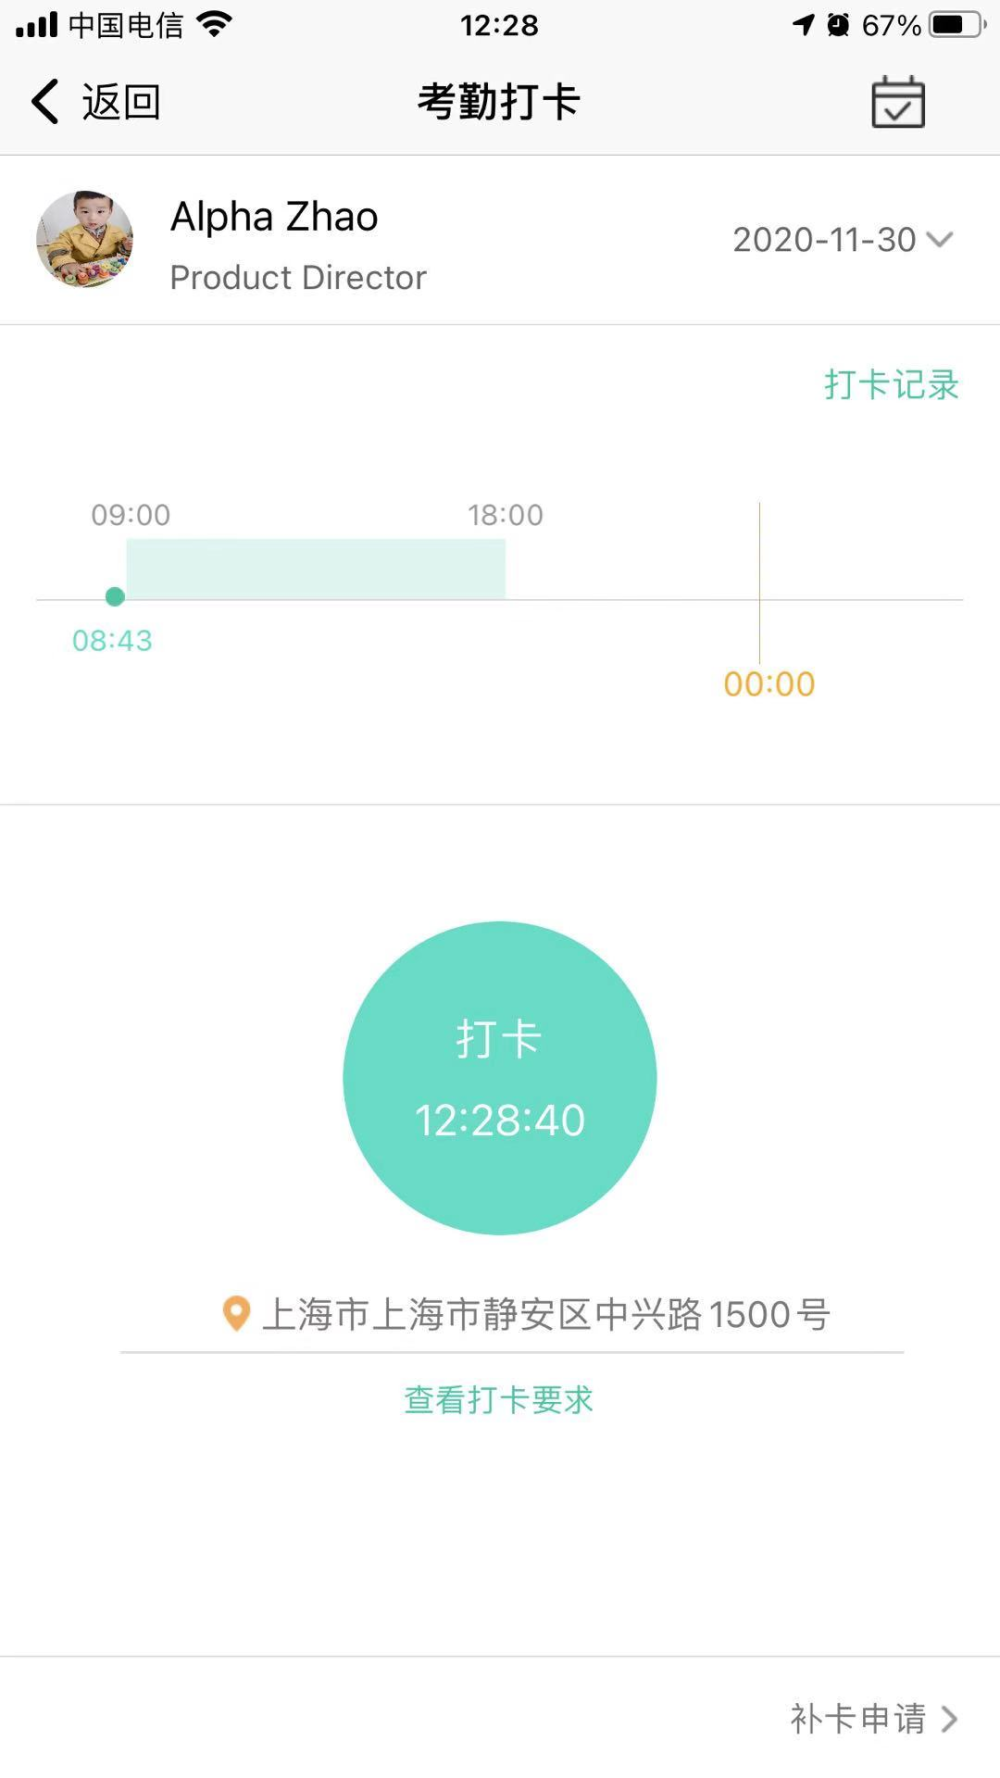 中国电信 12:28 67%
返回 考勤打卡
Alpha Zhao
Product Director
2020-11-30
打卡记录
09:00 18:00
08:43
00:00
打卡
12:28:40
上海市上海市静安区中兴路1500号
查看打卡要求
补卡申请